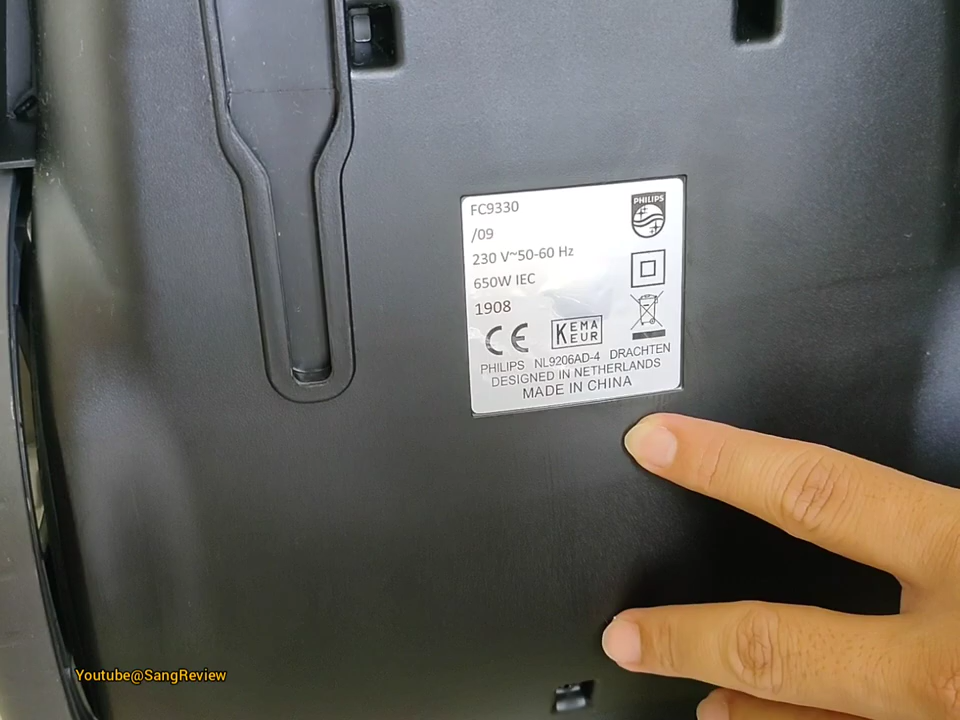 FC9330
PHILIPS
/09
230 V~50-60 Hz
650W IEC
1908
CE
KEMA
EUR
PHILIPS NL9206AD-4 DRACHTEN
DESIGNED IN NETHERLANDS
MADE IN CHINA
Youtube@SangReview